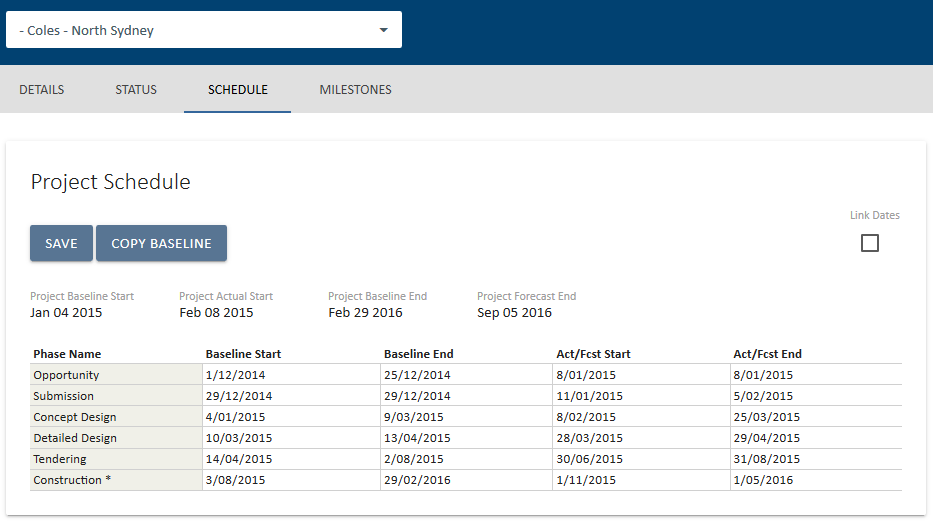 - Coles - North Sydney
DETAILS STATUS SCHEDULE MILESTONES
Project Schedule
Link Dates
SAVE COPY BASELINE
Project Baseline Start Project Actual Start Project Baseline End Project Forecast End
Jan 04 2015 Feb 08 2015 Feb 29 2016 Sep 05 2016
Phase Name Baseline Start Baseline End Act/Fcst Start Act/Fcst End
Opportunity 1/12/2014 25/12/2014 8/01/2015 8/01/2015
Submission 29/12/2014 29/12/2014 11/01/2015 5/02/2015
Concept Design 4/01/2015 9/03/2015 8/02/2015 25/03/2015
Detailed Design 10/03/2015 13/04/2015 28/03/2015 29/04/2015
Tendering 14/04/2015 2/08/2015 30/06/2015 31/08/2015
Construction * 3/08/2015 29/02/2016 1/11/2015 1/05/2016